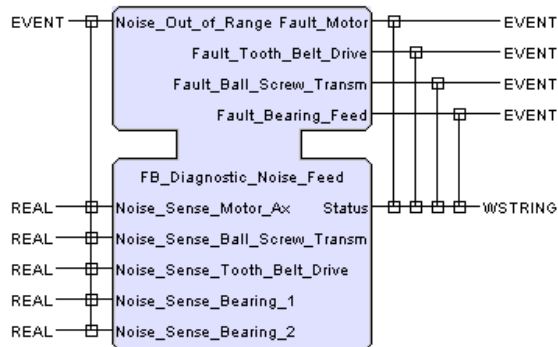 EVENT Noise_Out_of_Range Fault_Motor EVENT
Fault_Tooth_Belt_Drive EVENT
Fault_Ball_Screw_Transm EVENT
Fault_Bearing_Feed EVENT
FB_Diagnostic_Noise_Feed
REAL Noise_Sense_Motor_Ax Status WSTRING
REAL Noise_Sense_Ball_Screw_Transm
REAL Noise_Sense_Tooth_Belt_Drive
REAL Noise_Sense_Bearing_1
REAL Noise_Sense_Bearing_2